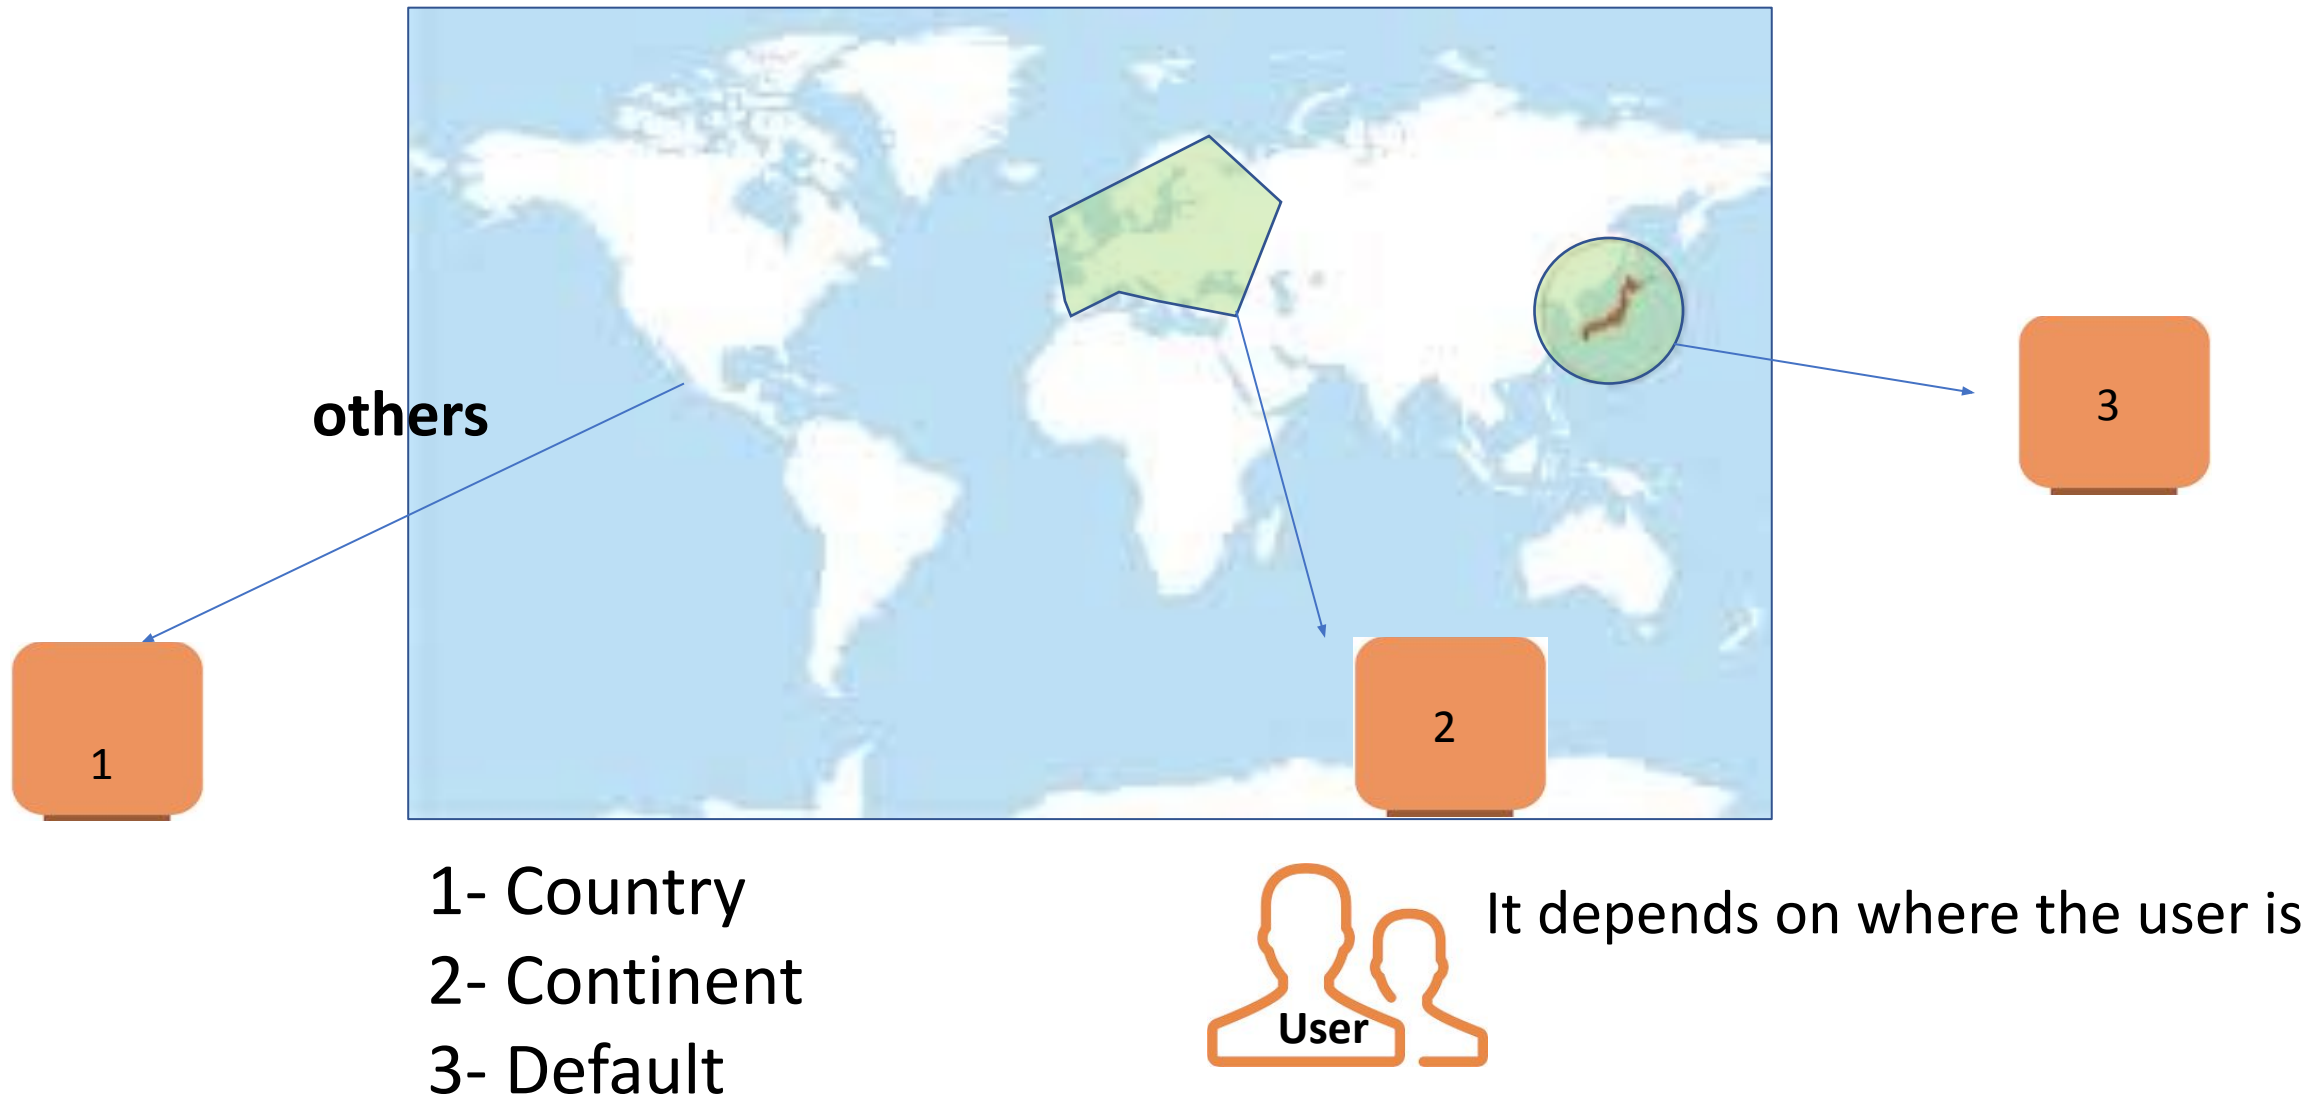 others
3
1
2
1- Country
2- Continent
3- Default
User
It depends on where the user is